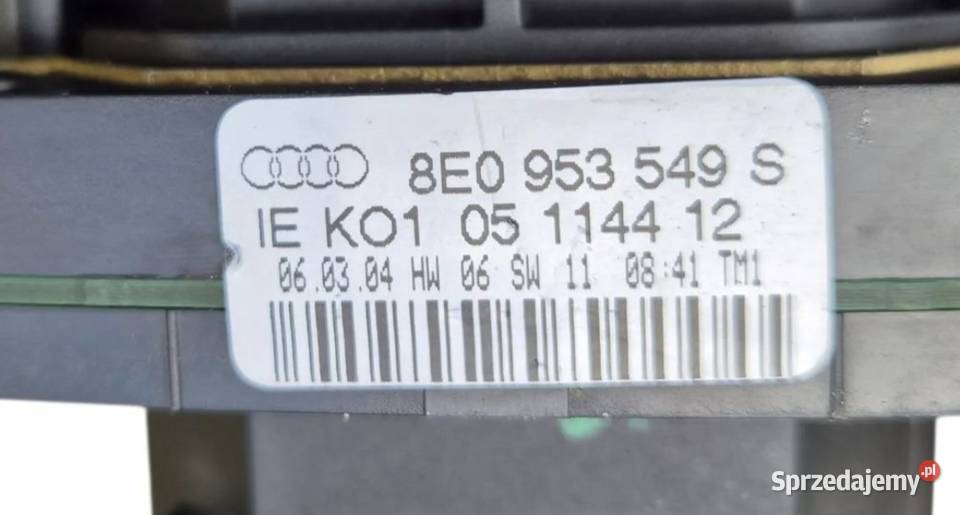 8E0 953 549 S
IE KO1 05 1144 12
06.03.04 HW 06 SW 11 08:41 TM1
Sprzedajemy.pl